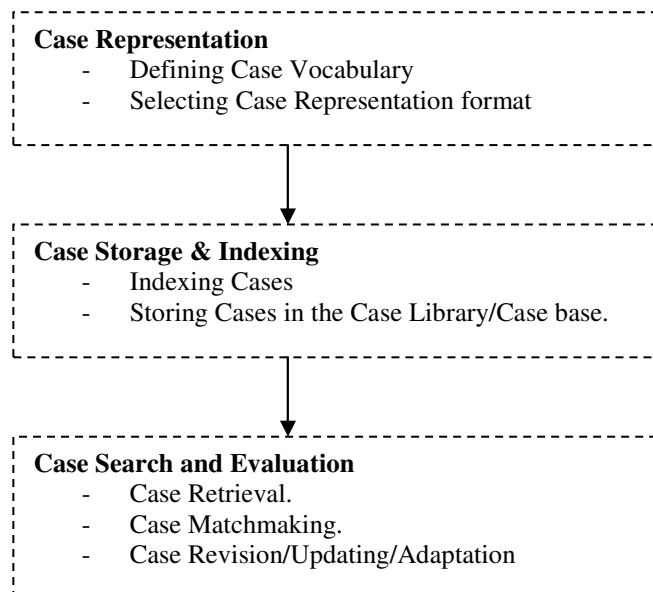 Case Representation
- Defining Case Vocabulary
- Selecting Case Representation format
Case Storage & Indexing
- Indexing Cases
- Storing Cases in the Case Library/Case base.
Case Search and Evaluation
- Case Retrieval.
- Case Matchmaking.
- Case Revision/Updating/Adaptation